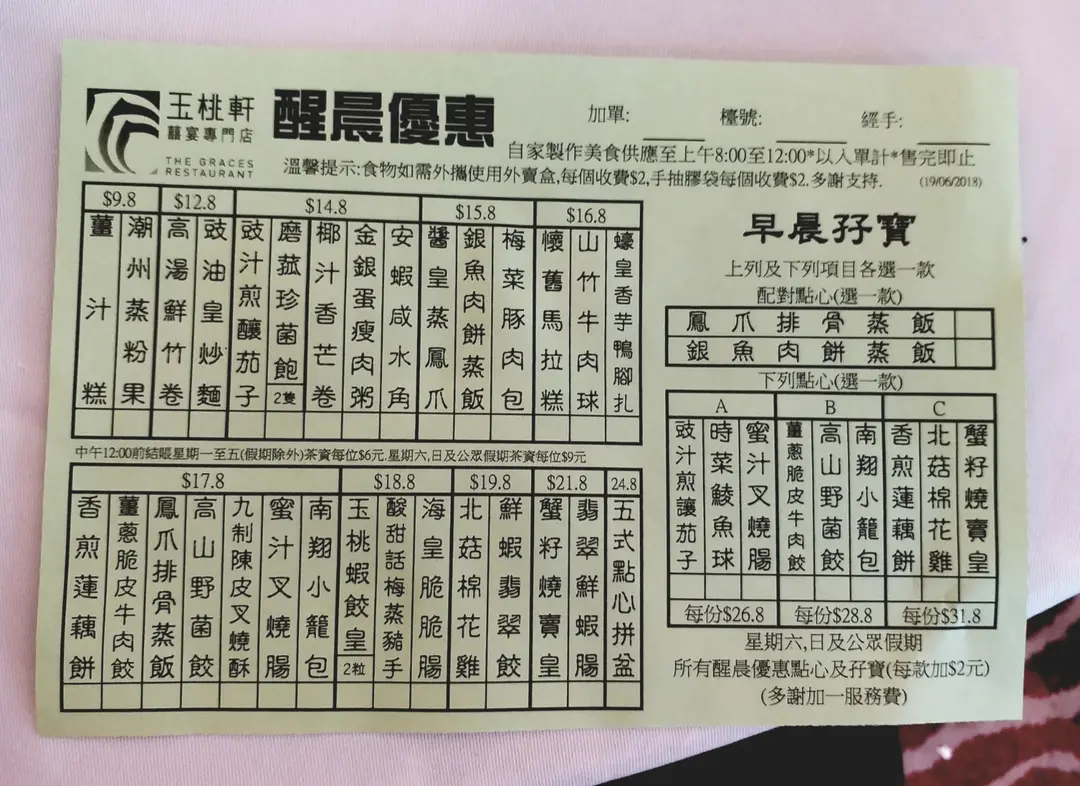 玉桃軒
囍宴專門店
THE GRACES
RESTAURANT
醒晨優惠
加單:
檯號:
經手:
自家製作美食供應至上午8:00至12:00*以入單計*售完即止
溫馨提示:食物如需外攜使用外賣盒,每個收費$2,手抽膠袋每個收費$2.多謝支持.
(19/06/2018)
$9.8
薑汁糕
潮州蒸粉果
$12.8
高湯鮮竹卷
豉油皇炒麵
$14.8
豉汁煎釀茄子
磨菰珍菌飽
2隻
椰汁香芒卷
金銀蛋瘦肉粥
安蝦咸水角
$15.8
醬皇蒸鳳爪
銀魚肉餅蒸飯
梅菜豚肉包
$16.8
懷舊馬拉糕
山竹牛肉球
蠔皇香芋鴨腳扎
中午12:00前結賬星期一至五(假期除外)茶資每位$6元.星期六,日及公眾假期茶資每位$9元
$17.8
香煎蓮藕餅
薑蔥脆皮牛肉餃
鳳爪排骨蒸飯
高山野菌餃
九制陳皮叉燒酥
蜜汁叉燒腸
南翔小籠包
$18.8
玉桃蝦餃皇
2粒
酸甜話梅蒸豬手
海皇脆脆腸
$19.8
北菇棉花雞
鮮蝦翡翠餃
$21.8
蟹籽燒賣皇
翡翠鮮蝦腸
24.8
五式點心拼盆
早晨孖寶
上列及下列項目各選一款
配對點心(選一款)
鳳爪排骨蒸飯
銀魚肉餅蒸飯
下列點心(選一款)
A
豉汁煎讓茄子
時菜鯪魚球
蜜汁叉燒腸
B
薑蔥脆皮牛肉餃
高山野菌餃
南翔小籠包
C
香煎蓮藕餅
北菇棉花雞
蟹籽燒賣皇
每份$26.8
每份$28.8
每份$31.8
星期六,日及公眾假期
所有醒晨優惠點心及孖寶(每款加$2元)
(多謝加一服務費)